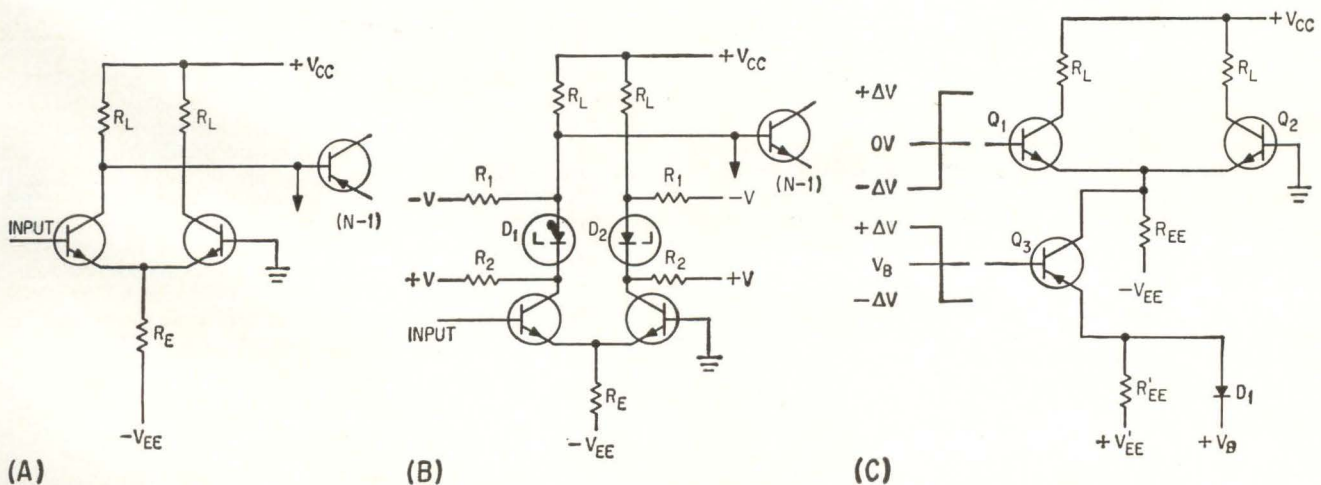 +VCC
RL
RL
(N-1)
INPUT
RE
-VEE
(A)
+VCC
RL
RL
(N-1)
R1
R1
-V
-V
D1
D2
R2
R2
+V
+V
INPUT
RE
-VEE
(B)
+VCC
RL
RL
+ΔV
0V
-ΔV
Q1
Q2
+ΔV
VB
-ΔV
Q3
REE
-VEE
R'EE
D1
+V'EE
+VB
(C)